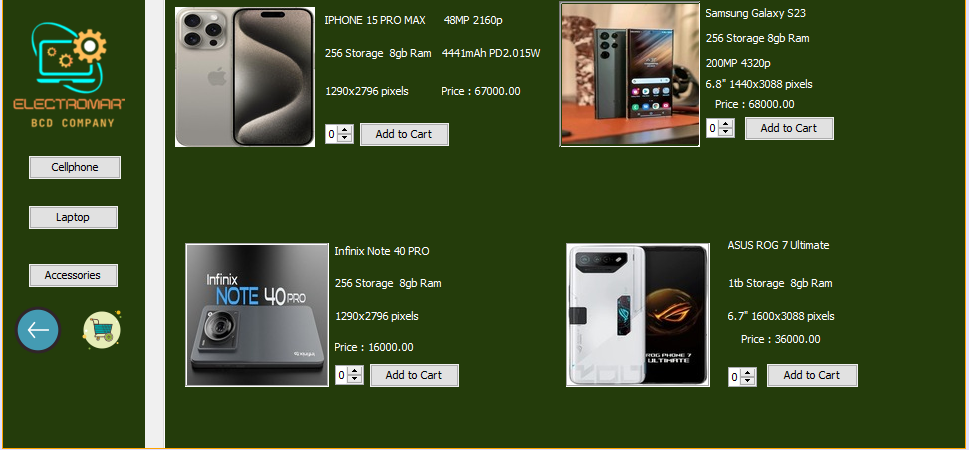 ELECTROMAR
BCD COMPANY
Cellphone
Laptop
Accessories
IPHONE 15 PRO MAX 48MP 2160p
256 Storage 8gb Ram 4441mAh PD2.015W
1290x2796 pixels Price : 67000.00
0 Add to Cart
Samsung Galaxy S23
256 Storage 8gb Ram
200MP 4320p
6.8" 1440x3088 pixels
Price : 68000.00
0 Add to Cart
Infinix
NOTE 40 PRO
Infinix
Infinix Note 40 PRO
256 Storage 8gb Ram
1290x2796 pixels
Price : 16000.00
0 Add to Cart
ROG PHONE 7
ULTIMATE
ASUS ROG 7 Ultimate
1tb Storage 8gb Ram
6.7" 1600x3088 pixels
Price : 36000.00
0 Add to Cart